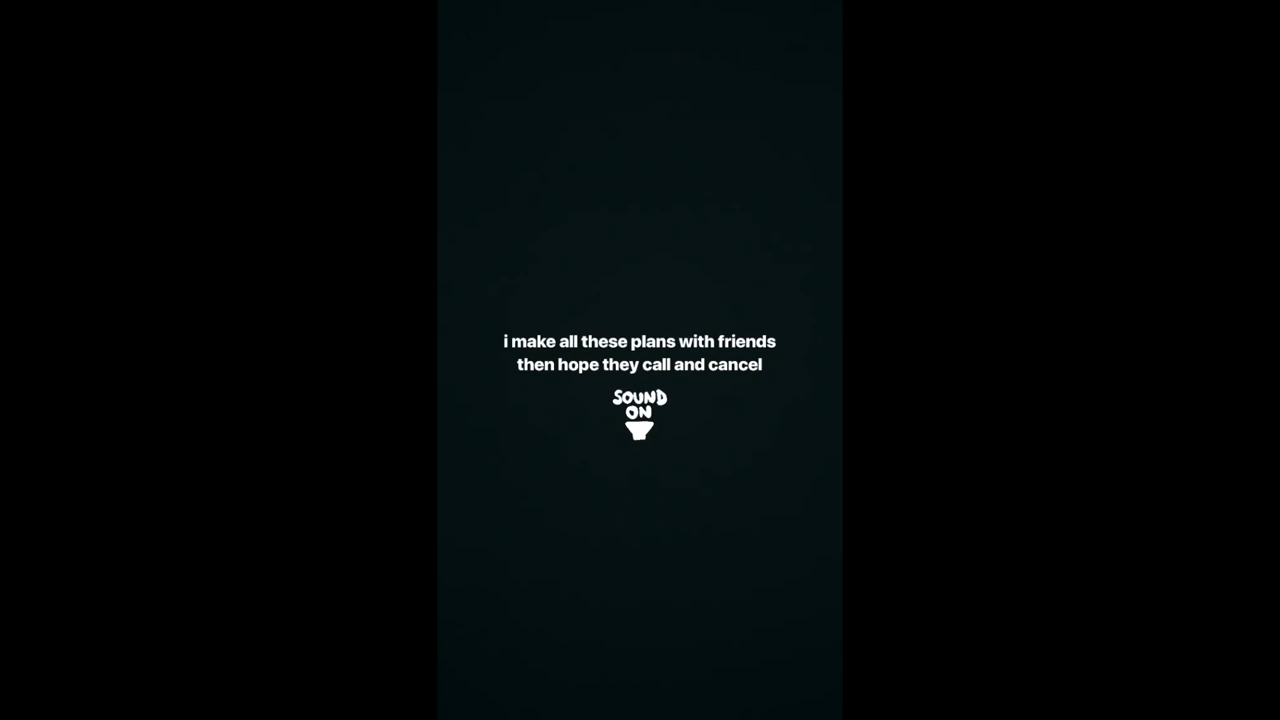 i make all these plans with friends
then hope they call and cancel
SOUND
ON